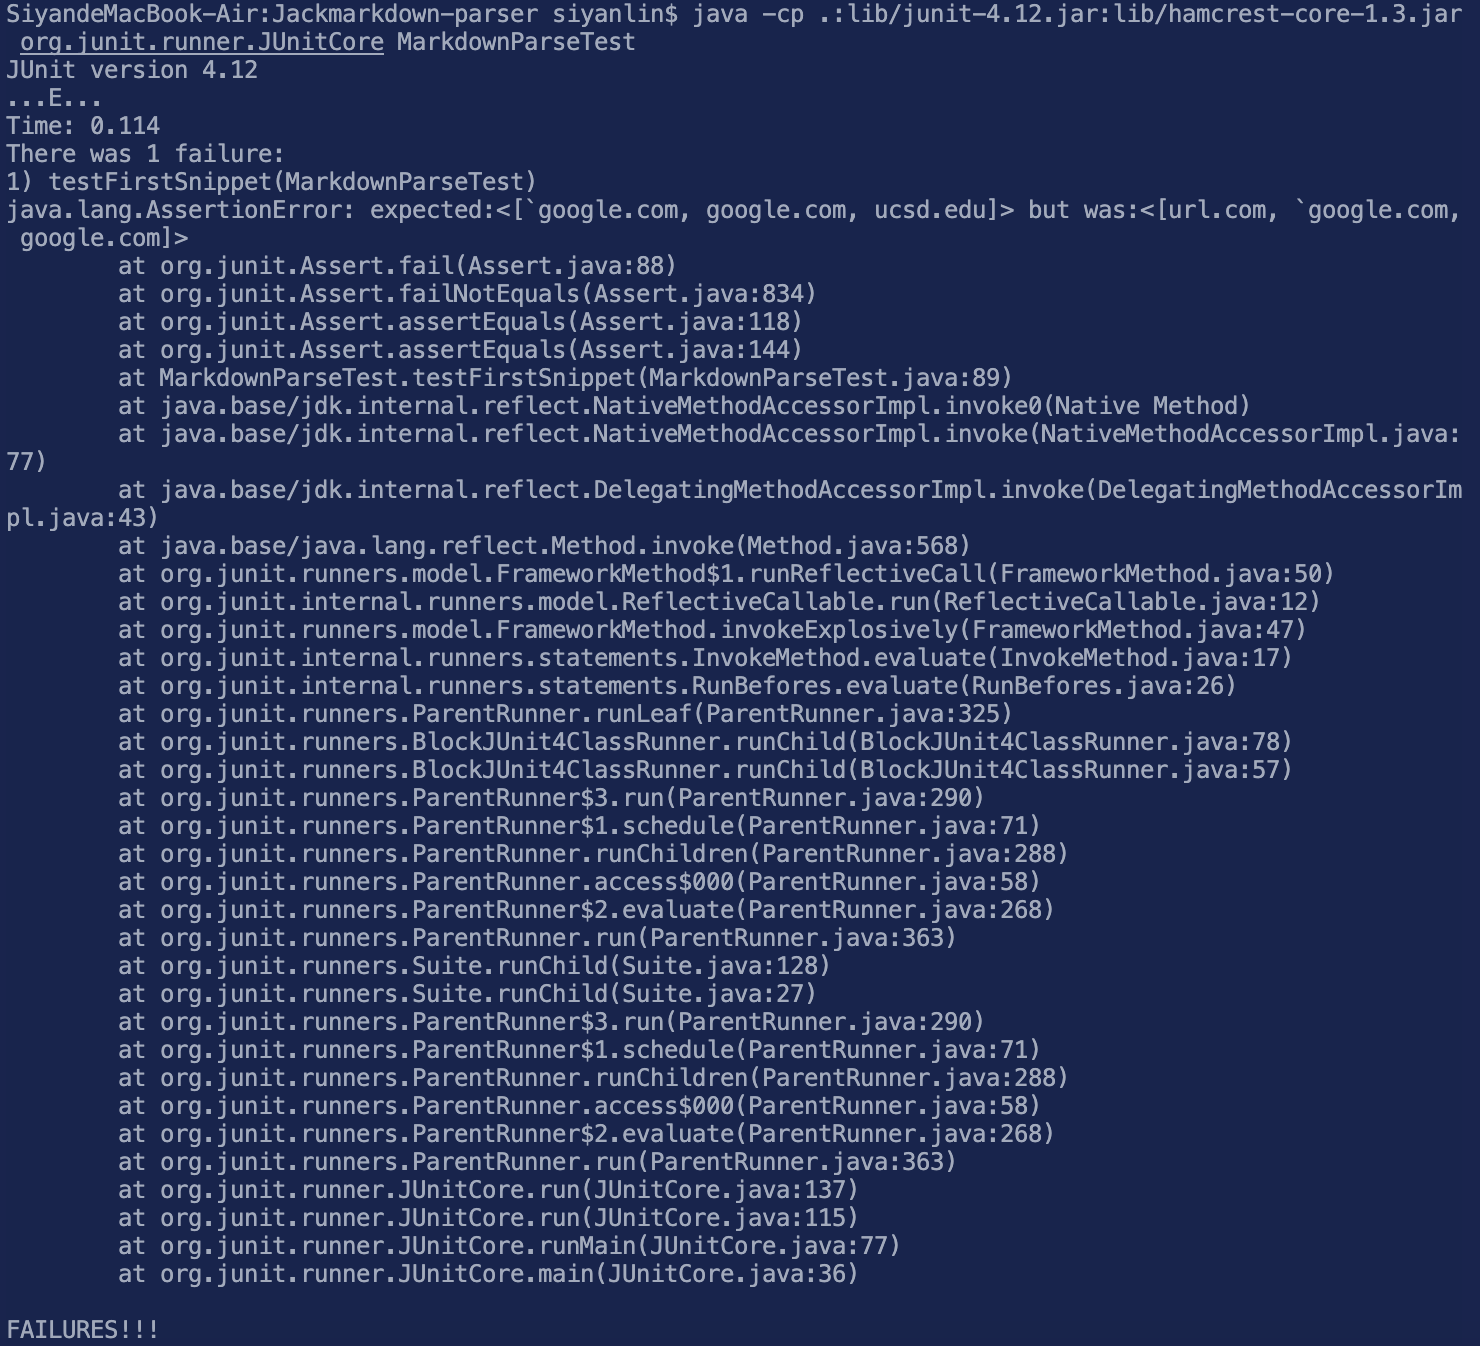 SiyandeMacBook-Air:Jackmarkdown-parser siyanlin$ java -cp .:lib/junit-4.12.jar:lib/hamcrest-core-1.3.jar
 org.junit.runner.JUnitCore MarkdownParseTest
JUnit version 4.12
...E...
Time: 0.114
There was 1 failure:
1) testFirstSnippet(MarkdownParseTest)
java.lang.AssertionError: expected:<[`google.com, google.com, ucsd.edu]> but was:<[url.com, `google.com,
 google.com]>
        at org.junit.Assert.fail(Assert.java:88)
        at org.junit.Assert.failNotEquals(Assert.java:834)
        at org.junit.Assert.assertEquals(Assert.java:118)
        at org.junit.Assert.assertEquals(Assert.java:144)
        at MarkdownParseTest.testFirstSnippet(MarkdownParseTest.java:89)
        at java.base/jdk.internal.reflect.NativeMethodAccessorImpl.invoke0(Native Method)
        at java.base/jdk.internal.reflect.NativeMethodAccessorImpl.invoke(NativeMethodAccessorImpl.java:
77)
        at java.base/jdk.internal.reflect.DelegatingMethodAccessorImpl.invoke(DelegatingMethodAccessorIm
pl.java:43)
        at java.base/java.lang.reflect.Method.invoke(Method.java:568)
        at org.junit.runners.model.FrameworkMethod$1.runReflectiveCall(FrameworkMethod.java:50)
        at org.junit.internal.runners.model.ReflectiveCallable.run(ReflectiveCallable.java:12)
        at org.junit.runners.model.FrameworkMethod.invokeExplosively(FrameworkMethod.java:47)
        at org.junit.internal.runners.statements.InvokeMethod.evaluate(InvokeMethod.java:17)
        at org.junit.internal.runners.statements.RunBefores.evaluate(RunBefores.java:26)
        at org.junit.runners.ParentRunner.runLeaf(ParentRunner.java:325)
        at org.junit.runners.BlockJUnit4ClassRunner.runChild(BlockJUnit4ClassRunner.java:78)
        at org.junit.runners.BlockJUnit4ClassRunner.runChild(BlockJUnit4ClassRunner.java:57)
        at org.junit.runners.ParentRunner$3.run(ParentRunner.java:290)
        at org.junit.runners.ParentRunner$1.schedule(ParentRunner.java:71)
        at org.junit.runners.ParentRunner.runChildren(ParentRunner.java:288)
        at org.junit.runners.ParentRunner.access$000(ParentRunner.java:58)
        at org.junit.runners.ParentRunner$2.evaluate(ParentRunner.java:268)
        at org.junit.runners.ParentRunner.run(ParentRunner.java:363)
        at org.junit.runners.Suite.runChild(Suite.java:128)
        at org.junit.runners.Suite.runChild(Suite.java:27)
        at org.junit.runners.ParentRunner$3.run(ParentRunner.java:290)
        at org.junit.runners.ParentRunner$1.schedule(ParentRunner.java:71)
        at org.junit.runners.ParentRunner.runChildren(ParentRunner.java:288)
        at org.junit.runners.ParentRunner.access$000(ParentRunner.java:58)
        at org.junit.runners.ParentRunner$2.evaluate(ParentRunner.java:268)
        at org.junit.runners.ParentRunner.run(ParentRunner.java:363)
        at org.junit.runner.JUnitCore.run(JUnitCore.java:137)
        at org.junit.runner.JUnitCore.run(JUnitCore.java:115)
        at org.junit.runner.JUnitCore.runMain(JUnitCore.java:77)
        at org.junit.runner.JUnitCore.main(JUnitCore.java:36)

FAILURES!!!